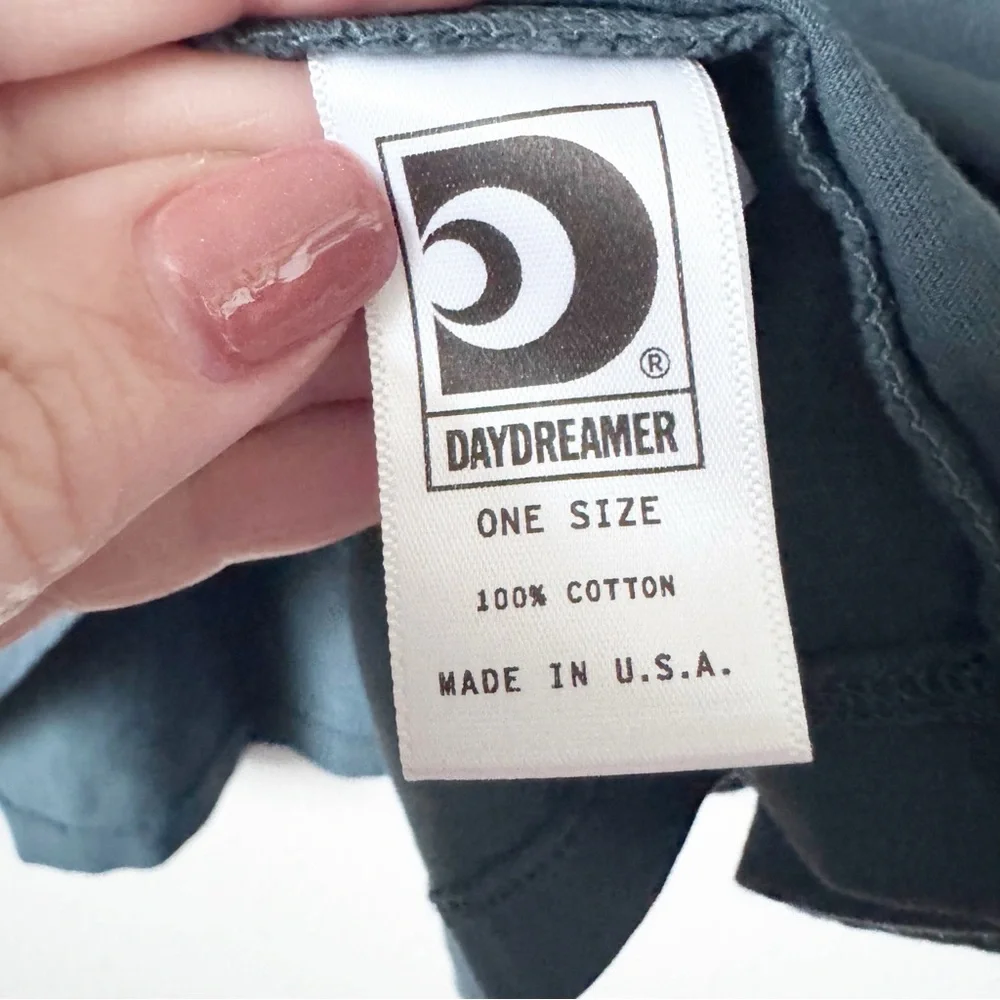 ®
DAYDREAMER
ONE SIZE
100% COTTON
MADE IN U.S.A.